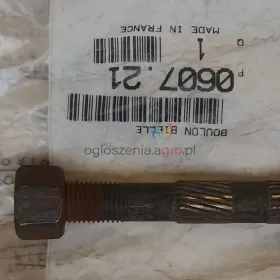 BOULON BIELLE
P 0607.21
Q 1
MADE IN FRANCE
ogloszenia.agro.pl